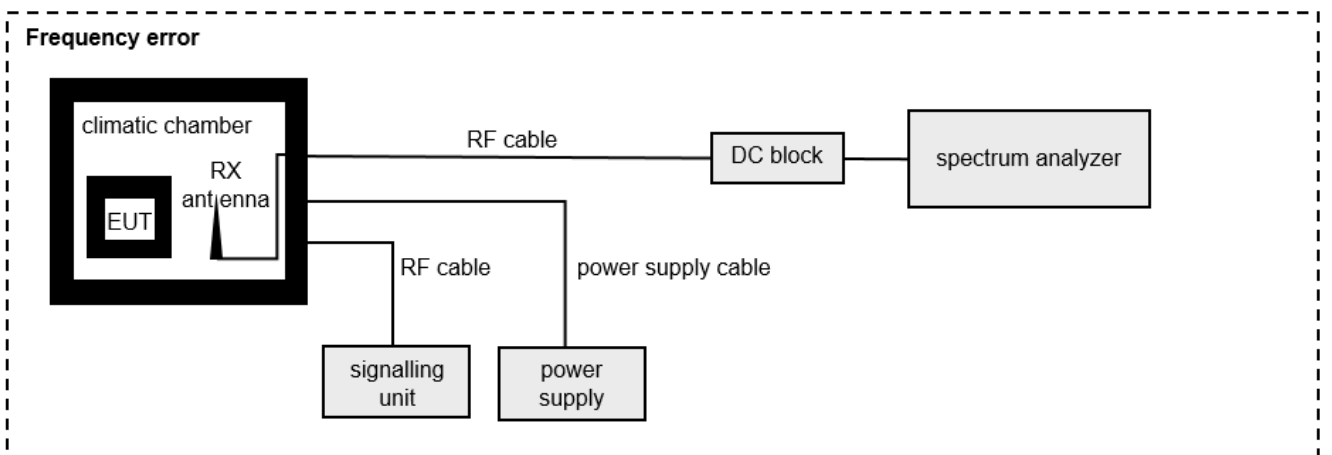 Frequency error
climatic chamber
RX
antenna
EUT
RF cable
DC block
spectrum analyzer
RF cable
power supply cable
signalling
unit
power
supply